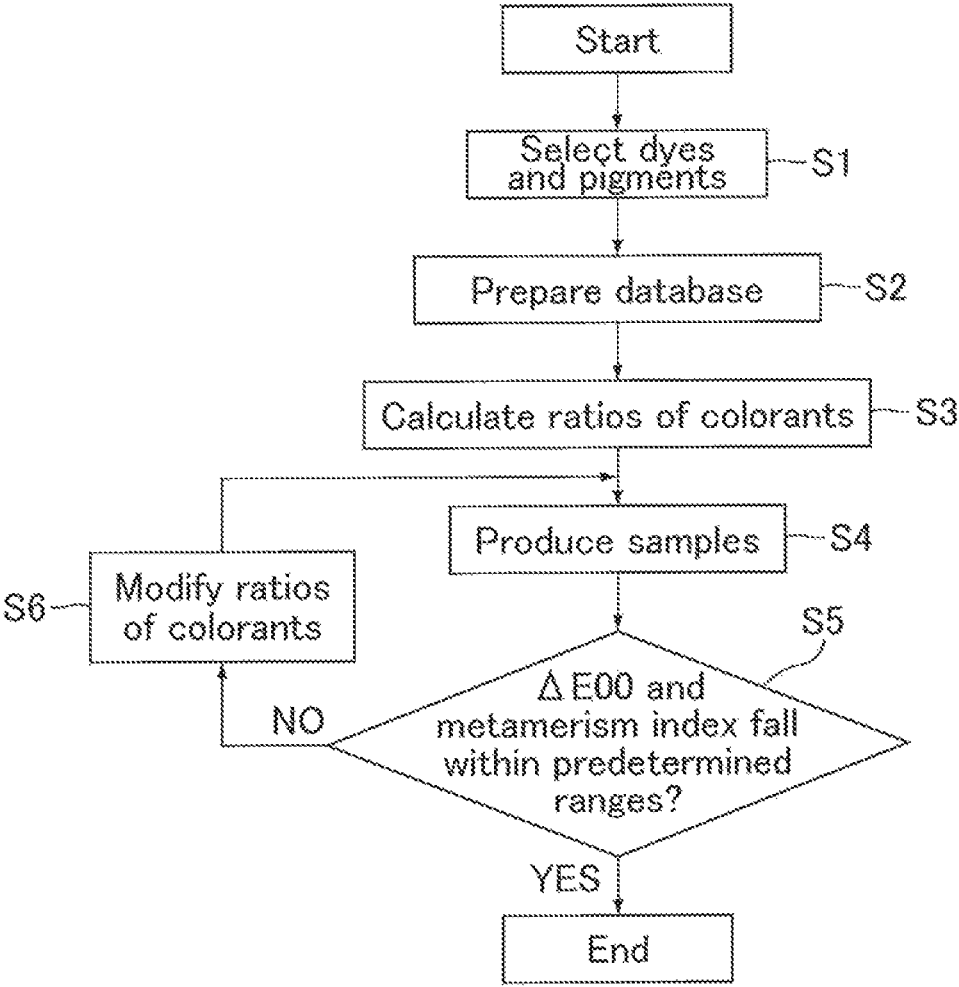 Start
Select dyes
and pigments
S1
Prepare database
S2
Calculate ratios of colorants
S3
Produce samples
S4
Modify ratios
of colorants
S6
S5
Δ E00 and
metamerism index fall
within predetermined
ranges?
NO
YES
End